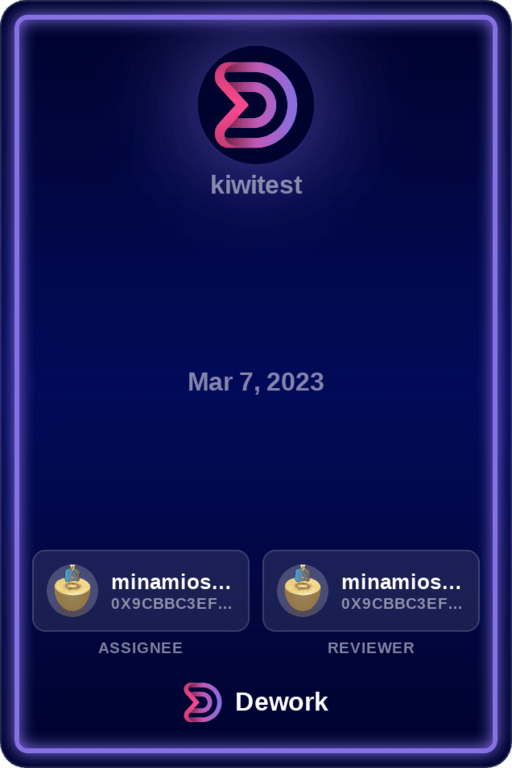 kiwitest
Mar 7, 2023
minamios...
0X9CBBC3EF...
ASSIGNEE
minamios...
0X9CBBC3EF...
REVIEWER
Dework